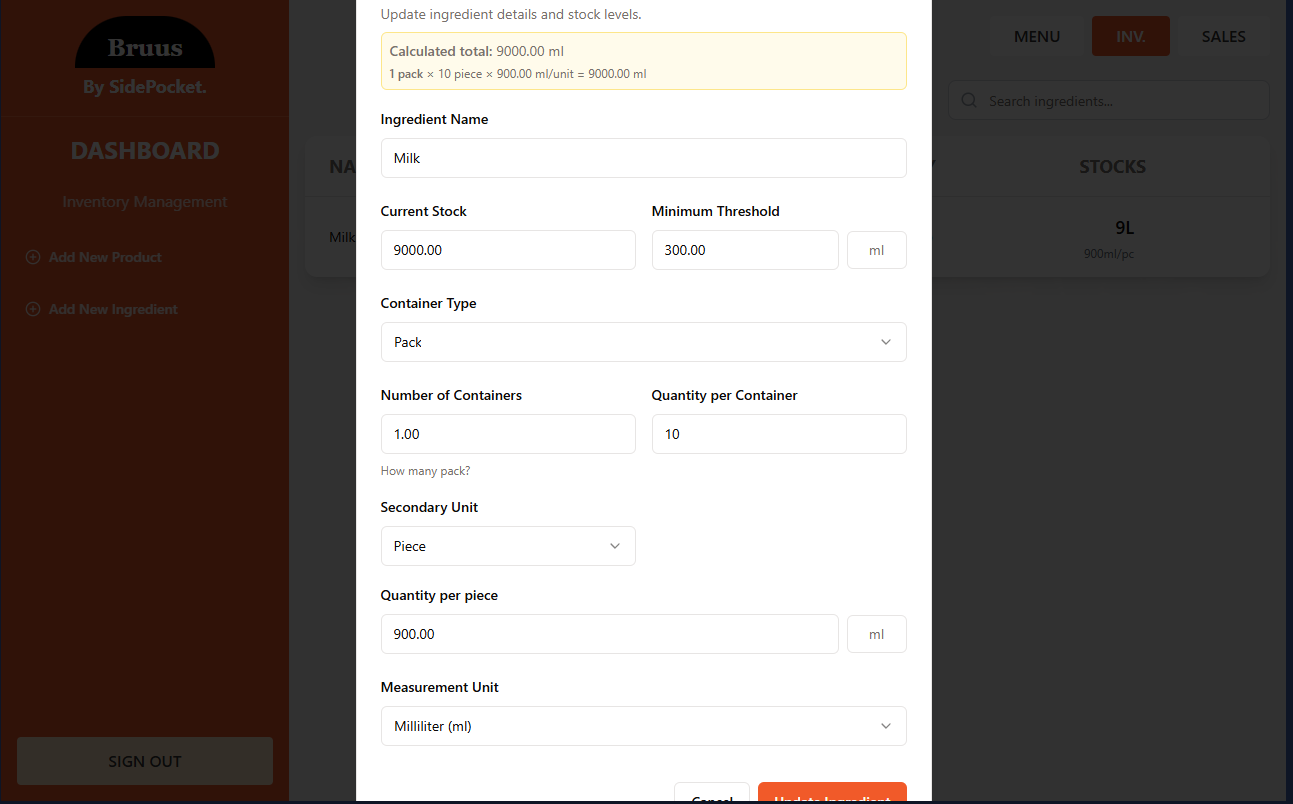 Bruus
By SidePocket.
DASHBOARD
Inventory Management
Add New Product
Add New Ingredient
SIGN OUT
Update ingredient details and stock levels.
Calculated total: 9000.00 ml
1 pack × 10 piece × 900.00 ml/unit = 9000.00 ml
Ingredient Name
Milk
Current Stock
Minimum Threshold
9000.00
300.00
ml
Container Type
Pack
Number of Containers
Quantity per Container
1.00
10
How many pack?
Secondary Unit
Piece
Quantity per piece
900.00
ml
Measurement Unit
Milliliter (ml)
Cancel
Update Ingredient
MENU
INV.
SALES
Search ingredients...
NA
STOCKS
Milk
9L
900ml/pc